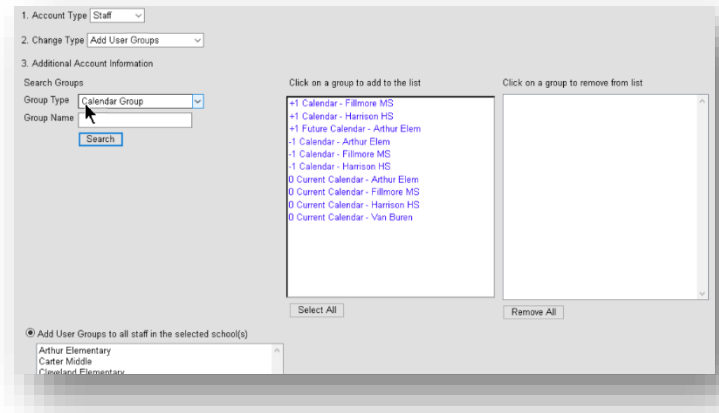 1. Account Type Staff
2. Change Type Add User Groups
3. Additional Account Information
Search Groups
Group Type Calendar Group
Group Name
Search
Click on a group to add to the list
+1 Calendar - Fillmore MS
+1 Calendar - Harrison HS
+1 Future Calendar - Arthur Elem
-1 Calendar - Arthur Elem
-1 Calendar - Fillmore MS
-1 Calendar - Harrison HS
0 Current Calendar - Arthur Elem
0 Current Calendar - Fillmore MS
0 Current Calendar - Harrison HS
0 Current Calendar - Van Buren
Select All
Click on a group to remove from list
Remove All
Add User Groups to all staff in the selected school(s)
Arthur Elementary
Carter Middle
Cleveland Elementary